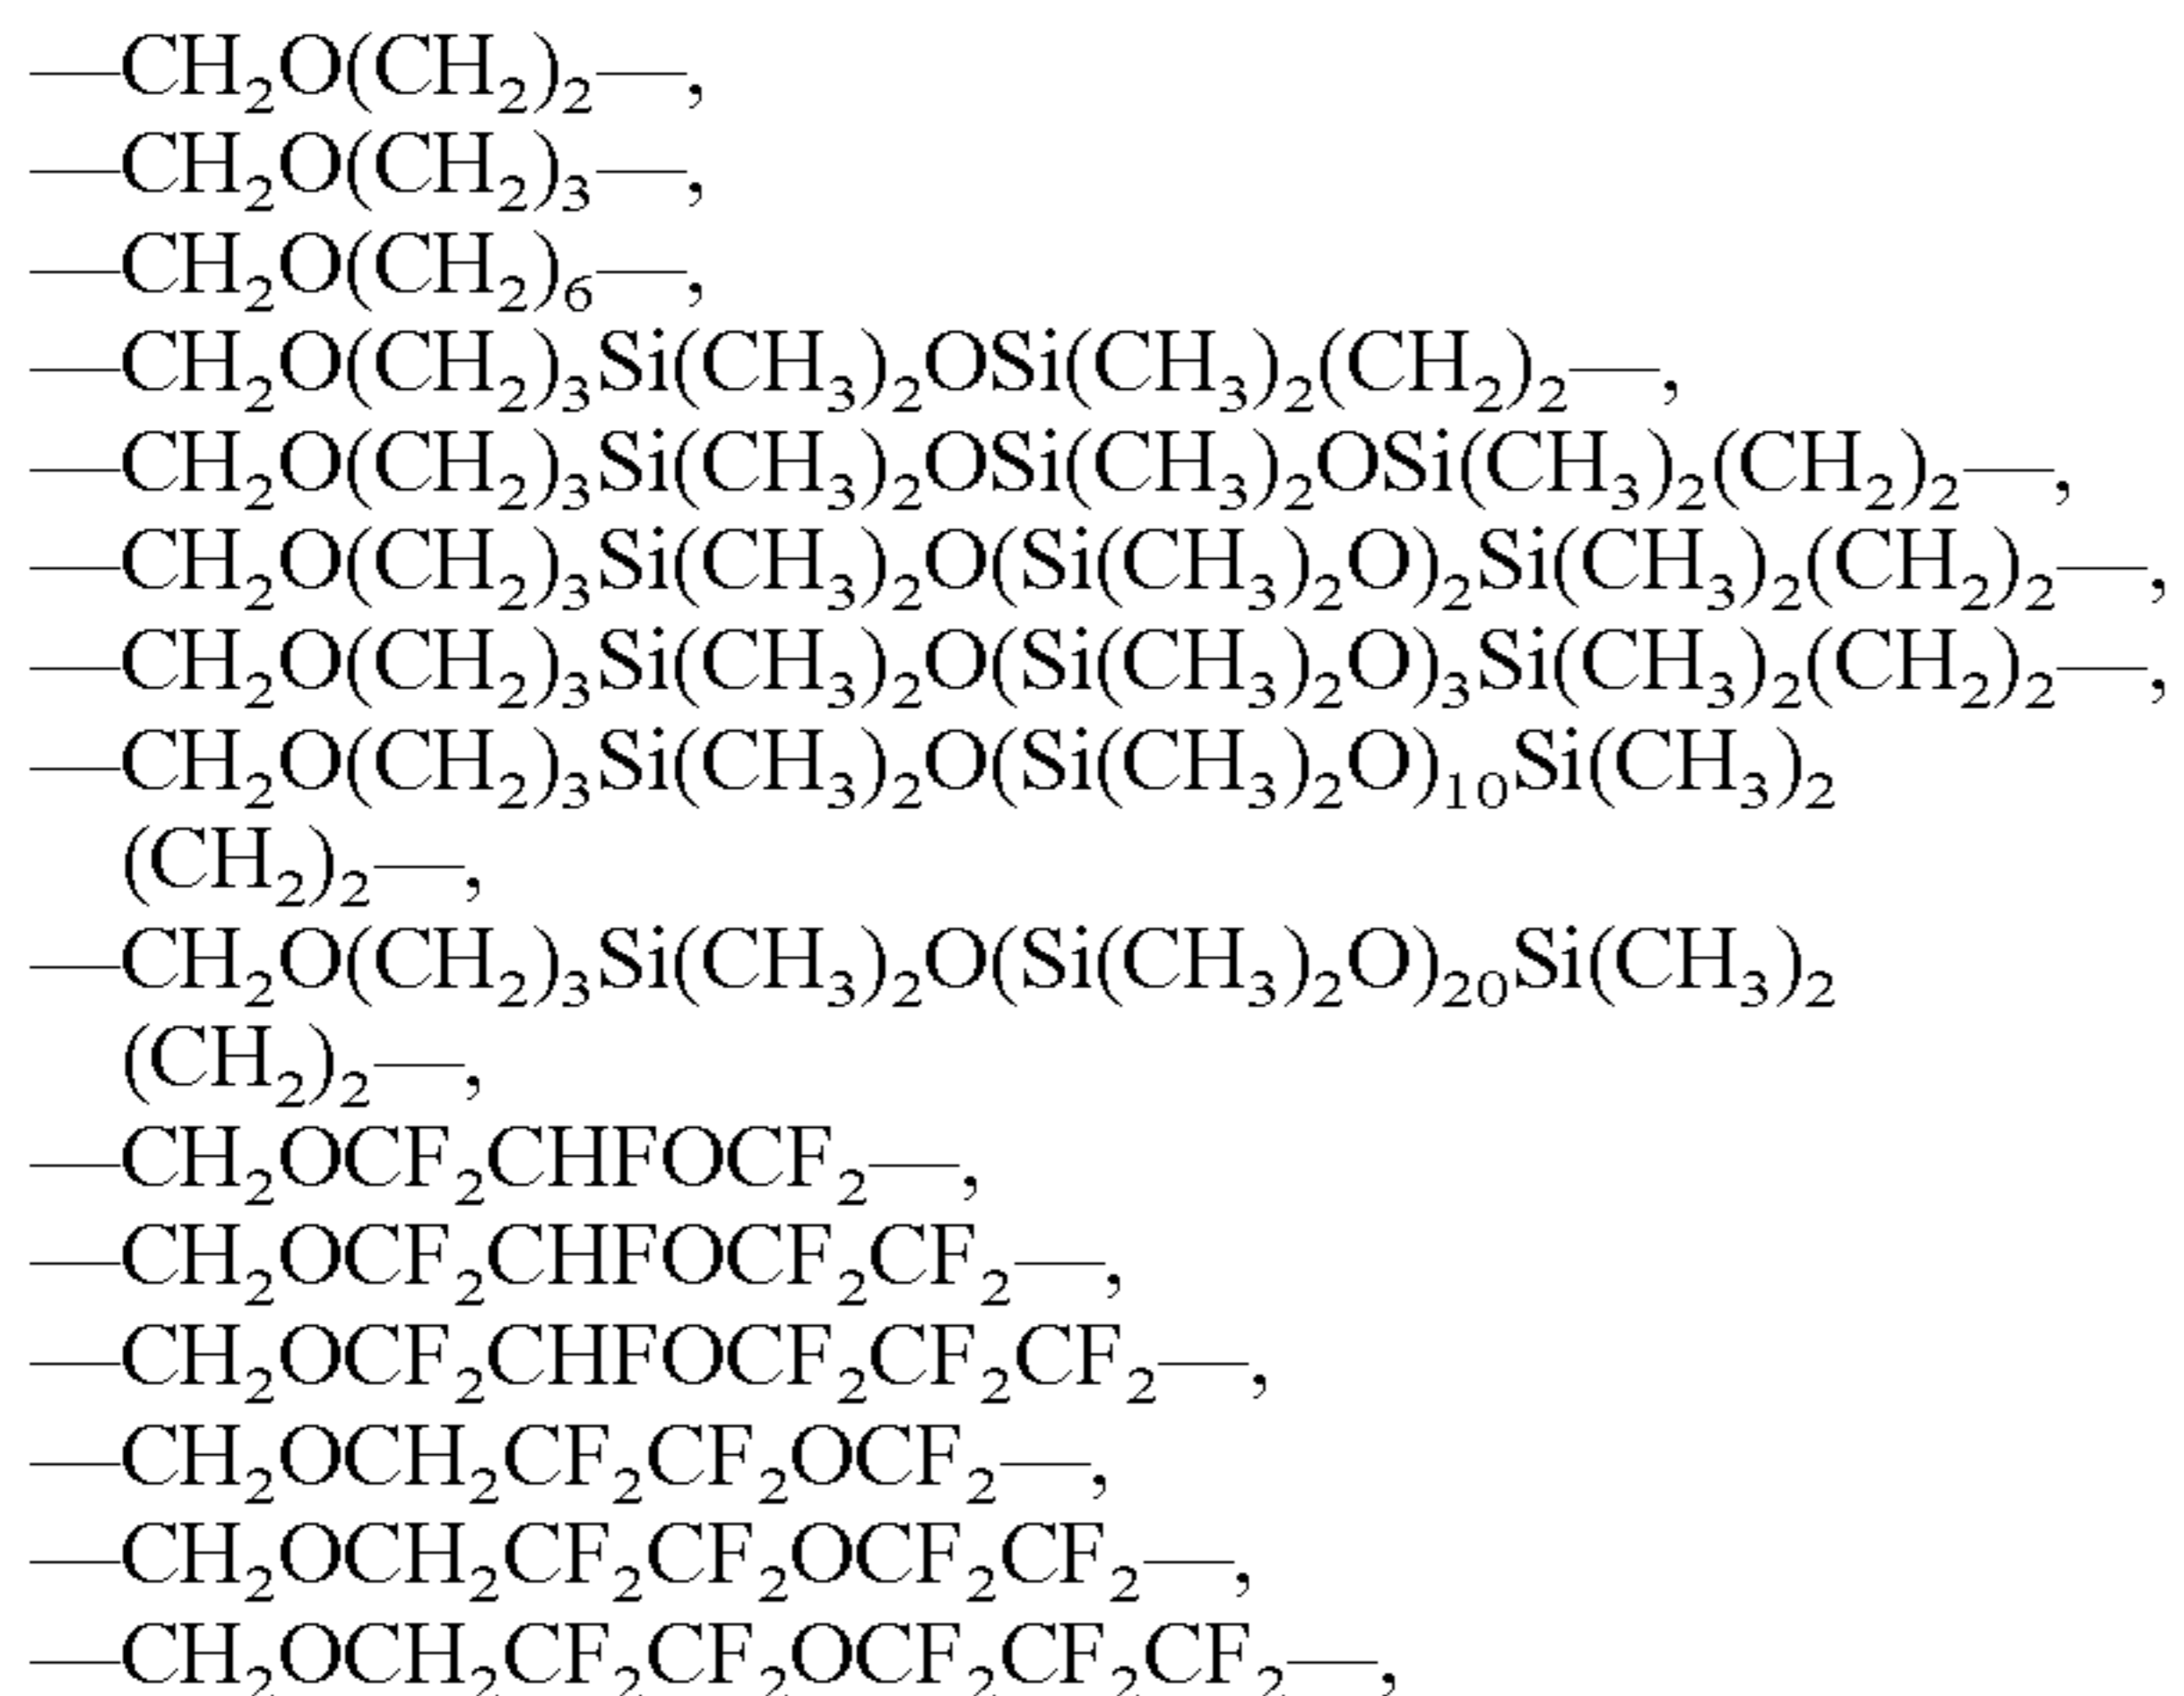 —CH₂O(CH₂)₂—,
—CH₂O(CH₂)₃—,
—CH₂O(CH₂)₆—,
—CH₂O(CH₂)₃Si(CH₃)₂OSi(CH₃)₂(CH₂)₂—,
—CH₂O(CH₂)₃Si(CH₃)₂OSi(CH₃)₂OSi(CH₃)₂(CH₂)₂—,
—CH₂O(CH₂)₃Si(CH₃)₂O(Si(CH₃)₂O)₂Si(CH₃)₂(CH₂)₂—,
—CH₂O(CH₂)₃Si(CH₃)₂O(Si(CH₃)₂O)₃Si(CH₃)₂(CH₂)₂—,
—CH₂O(CH₂)₃Si(CH₃)₂O(Si(CH₃)₂O)₁₀Si(CH₃)₂
(CH₂)₂—,
—CH₂O(CH₂)₃Si(CH₃)₂O(Si(CH₃)₂O)₂₀Si(CH₃)₂
(CH₂)₂—,
—CH₂OCF₂CHFOCF₂—,
—CH₂OCF₂CHFOCF₂CF₂—,
—CH₂OCF₂CHFOCF₂CF₂CF₂—,
—CH₂OCH₂CF₂CF₂OCF₂—,
—CH₂OCH₂CF₂CF₂OCF₂CF₂—,
—CH₂OCH₂CF₂CF₂OCF₂CF₂CF₂—,